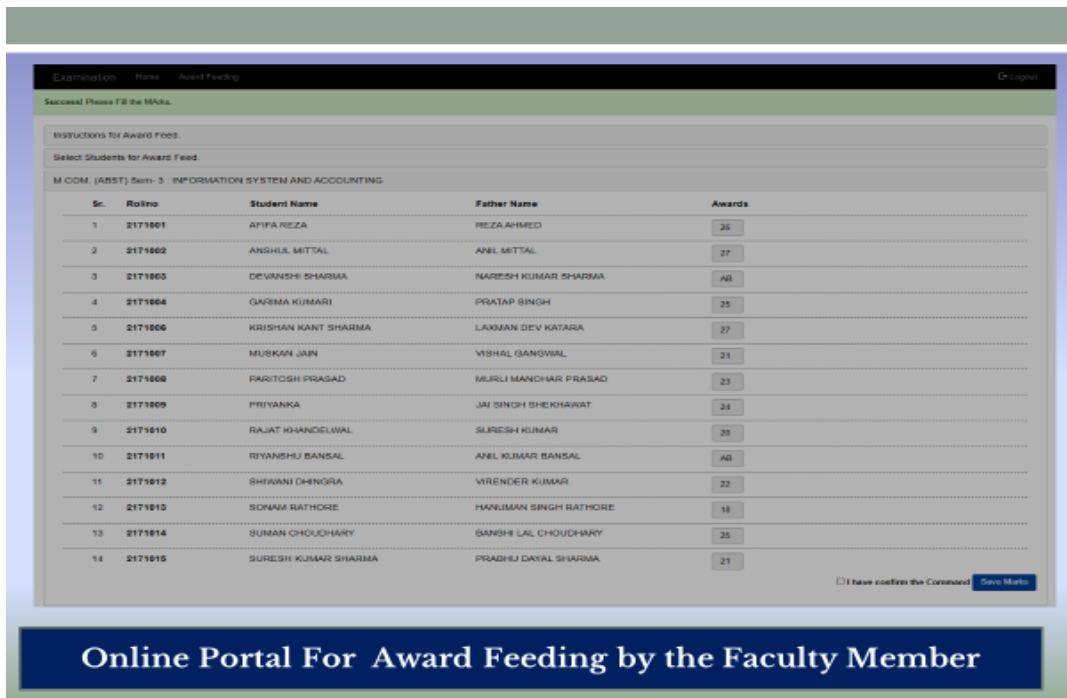 Examination Home Award Feeding Logout
Success! Please Fill the MArks.
Instructions for Award Feed.
Select Students for Award Feed.
M.COM. (ABST) Sem- 3 : INFORMATION SYSTEM AND ACCOUNTING
Sr. Rollno Student Name Father Name Awards
1 2171001 AFIFA REZA REZA AHMED 26
2 2171002 ANSHUL MITTAL ANIL MITTAL 27
3 2171003 DEVANSHI SHARMA NARESH KUMAR SHARMA AB
4 2171004 GARIMA KUMARI PRATAP SINGH 25
5 2171006 KRISHAN KANT SHARMA LAXMAN DEV KATARA 27
6 2171007 MUSKAN JAIN VISHAL GANGWAL 21
7 2171008 PARITOSH PRASAD MURLI MANOHAR PRASAD 23
8 2171009 PRIYANKA JAI SINGH SHEKHAWAT 24
9 2171010 RAJAT KHANDELWAL SURESH KUMAR 20
10 2171011 RIYANSHU BANSAL ANIL KUMAR BANSAL AB
11 2171012 SHIWANI DHINGRA VIRENDER KUMAR 22
12 2171013 SONAM RATHORE HANUMAN SINGH RATHORE 18
13 2171014 SUMAN CHOUDHARY BANSHI LAL CHOUDHARY 25
14 2171015 SURESH KUMAR SHARMA PRABHU DAYAL SHARMA 21
I have confirm the Command Save Marks
Online Portal For Award Feeding by the Faculty Member